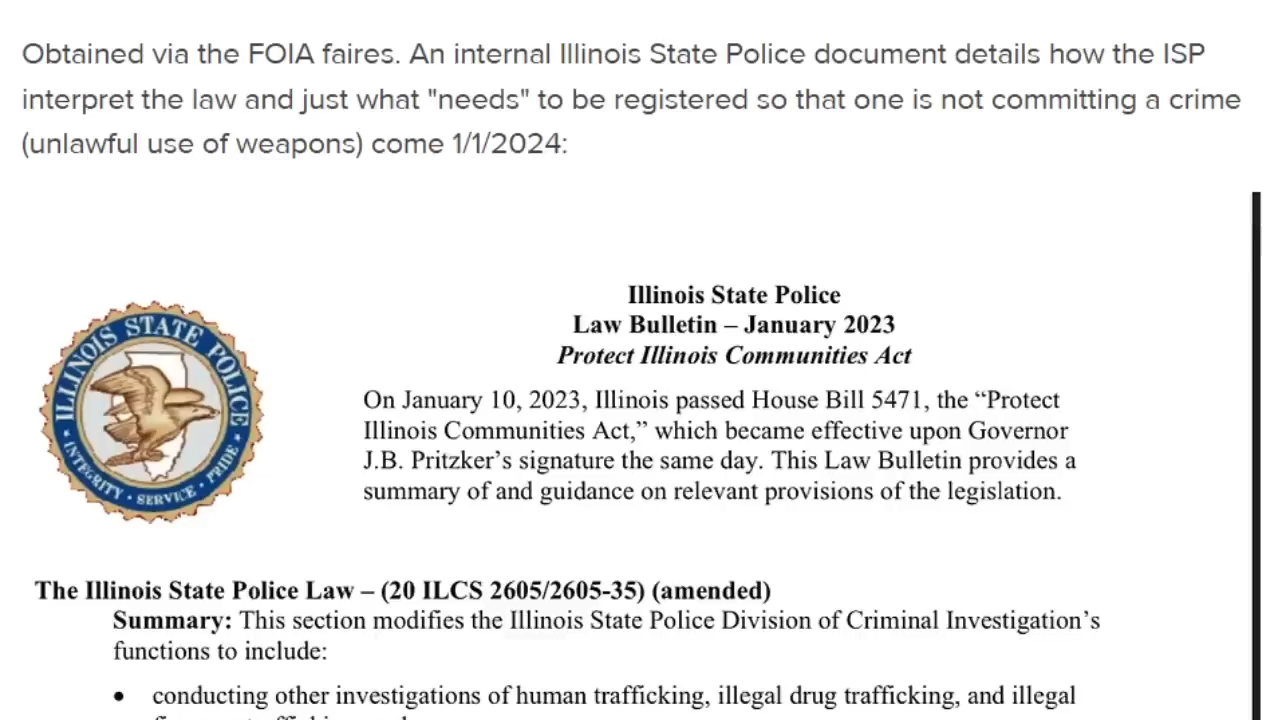 Obtained via the FOIA faires. An internal Illinois State Police document details how the ISP
interpret the law and just what "needs" to be registered so that one is not committing a crime
(unlawful use of weapons) come 1/1/2024:
Illinois State Police
Law Bulletin – January 2023
Protect Illinois Communities Act
ILLINOIS STATE POLICE
INTEGRITY • SERVICE • PRIDE
On January 10, 2023, Illinois passed House Bill 5471, the “Protect
Illinois Communities Act,” which became effective upon Governor
J.B. Pritzker’s signature the same day. This Law Bulletin provides a
summary of and guidance on relevant provisions of the legislation.
The Illinois State Police Law – (20 ILCS 2605/2605-35) (amended)
Summary: This section modifies the Illinois State Police Division of Criminal Investigation’s
functions to include:
• conducting other investigations of human trafficking, illegal drug trafficking, and illegal